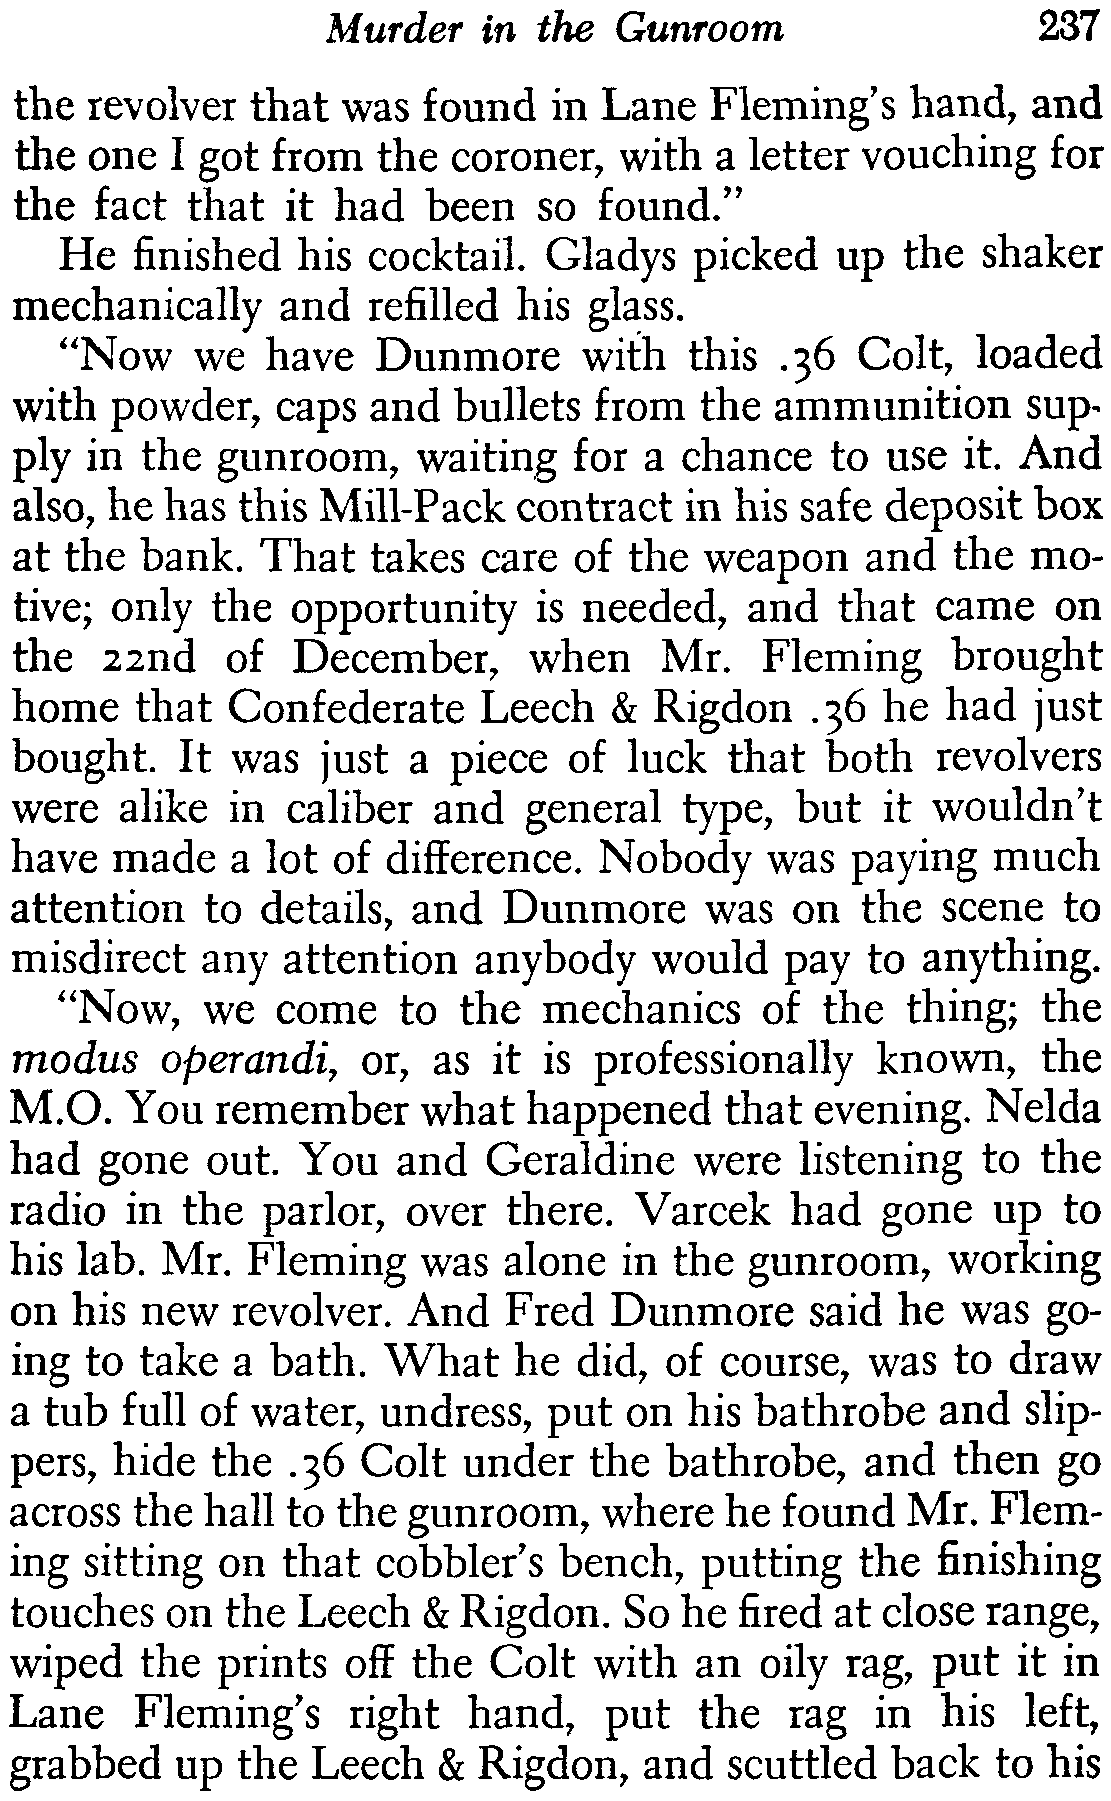 Murder in the Gunroom 237
the revolver that was found in Lane Fleming's hand, and
the one I got from the coroner, with a letter vouching for
the fact that it had been so found."
He finished his cocktail. Gladys picked up the shaker
mechanically and refilled his glass.
"Now we have Dunmore with this .36 Colt, loaded
with powder, caps and bullets from the ammunition sup-
ply in the gunroom, waiting for a chance to use it. And
also, he has this Mill-Pack contract in his safe deposit box
at the bank. That takes care of the weapon and the mo-
tive; only the opportunity is needed, and that came on
the 22nd of December, when Mr. Fleming brought
home that Confederate Leech & Rigdon .36 he had just
bought. It was just a piece of luck that both revolvers
were alike in caliber and general type, but it wouldn't
have made a lot of difference. Nobody was paying much
attention to details, and Dunmore was on the scene to
misdirect any attention anybody would pay to anything.
"Now, we come to the mechanics of the thing; the
modus operandi, or, as it is professionally known, the
M.O. You remember what happened that evening. Nelda
had gone out. You and Geraldine were listening to the
radio in the parlor, over there. Varcek had gone up to
his lab. Mr. Fleming was alone in the gunroom, working
on his new revolver. And Fred Dunmore said he was go-
ing to take a bath. What he did, of course, was to draw
a tub full of water, undress, put on his bathrobe and slip-
pers, hide the .36 Colt under the bathrobe, and then go
across the hall to the gunroom, where he found Mr. Flem-
ing sitting on that cobbler's bench, putting the finishing
touches on the Leech & Rigdon. So he fired at close range,
wiped the prints off the Colt with an oily rag, put it in
Lane Fleming's right hand, put the rag in his left,
grabbed up the Leech & Rigdon, and scuttled back to his